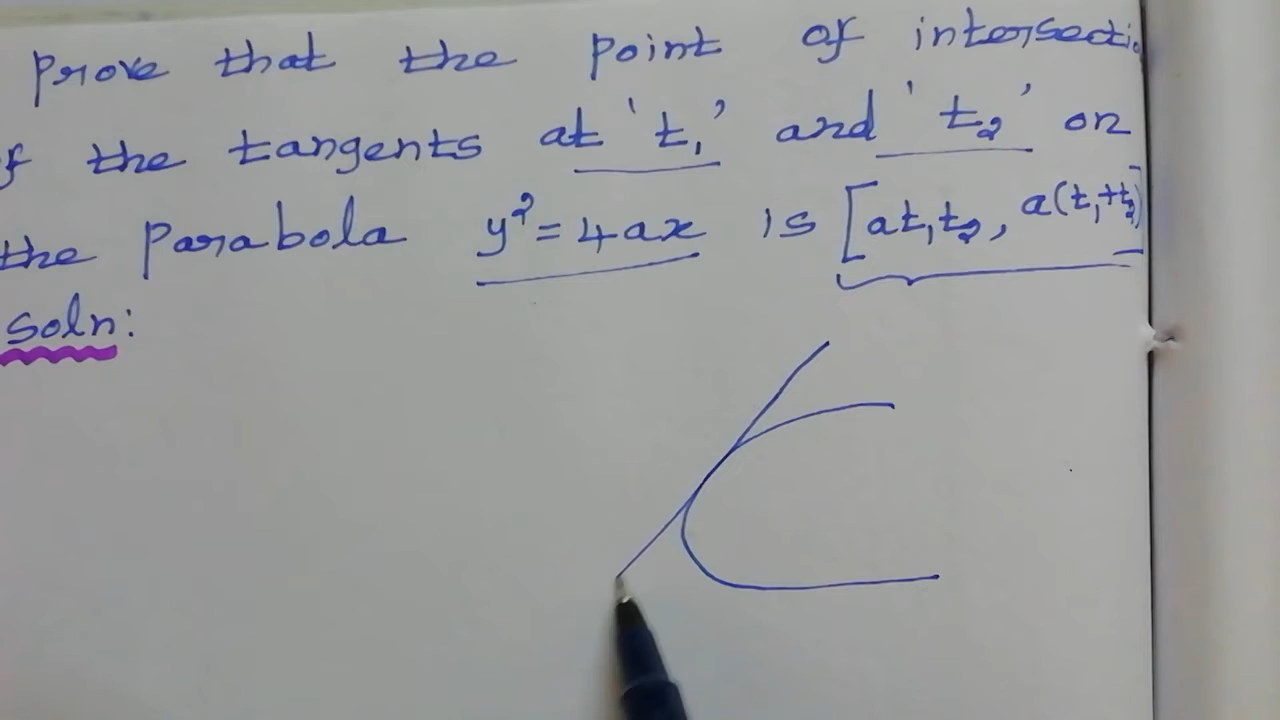 Prove that the point of intersecti
f the tangents at 't₁' and 't₂' on
the Parabola y² = 4ax is [at₁t₂, a(t₁+t₂]
Soln: